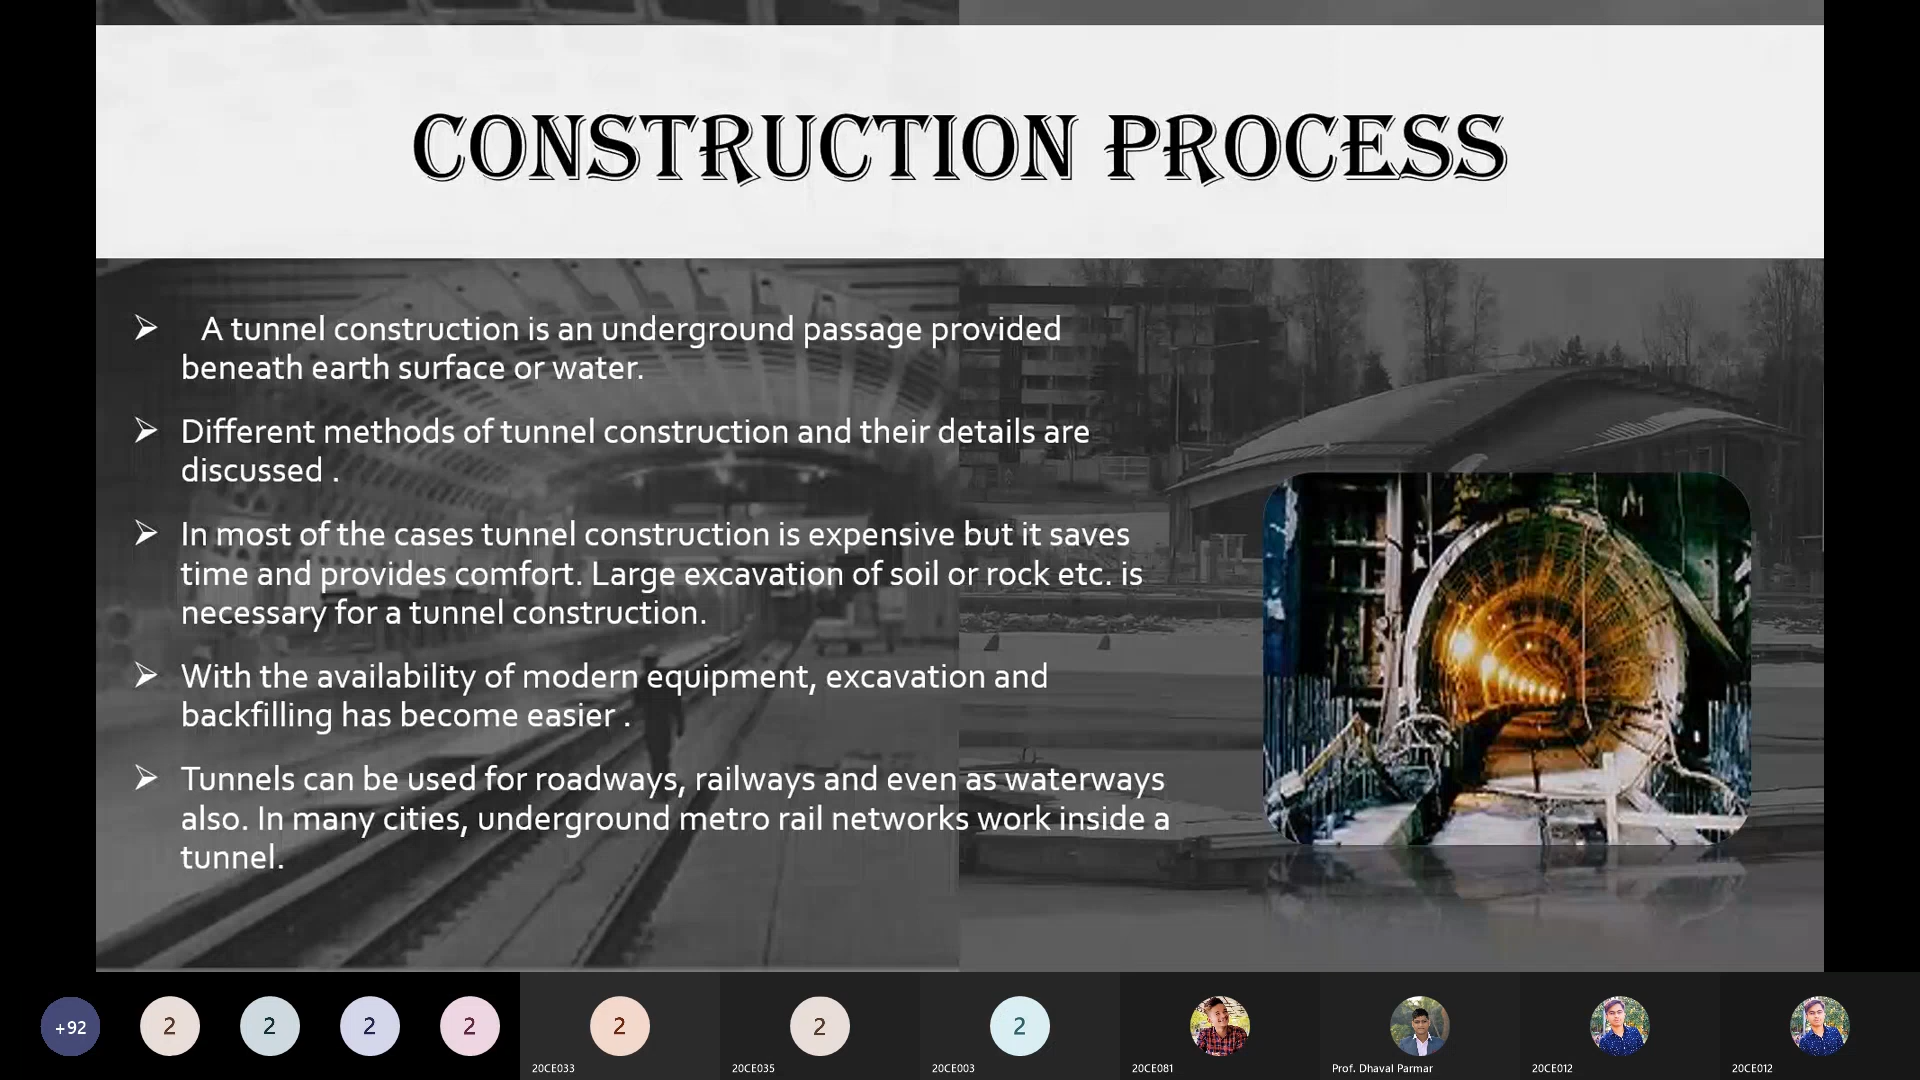 CONSTRUCTION PROCESS
➢ A tunnel construction is an underground passage provided
beneath earth surface or water.
➢ Different methods of tunnel construction and their details are
discussed .
➢ In most of the cases tunnel construction is expensive but it saves
time and provides comfort. Large excavation of soil or rock etc. is
necessary for a tunnel construction.
➢ With the availability of modern equipment, excavation and
backfilling has become easier .
➢ Tunnels can be used for roadways, railways and even as waterways
also. In many cities, underground metro rail networks work inside a
tunnel.
+92 2 2 2 2 2 2 2
20CE033 20CE035 20CE003 20CE081 Prof. Dhaval Parmar 20CE012 20CE012